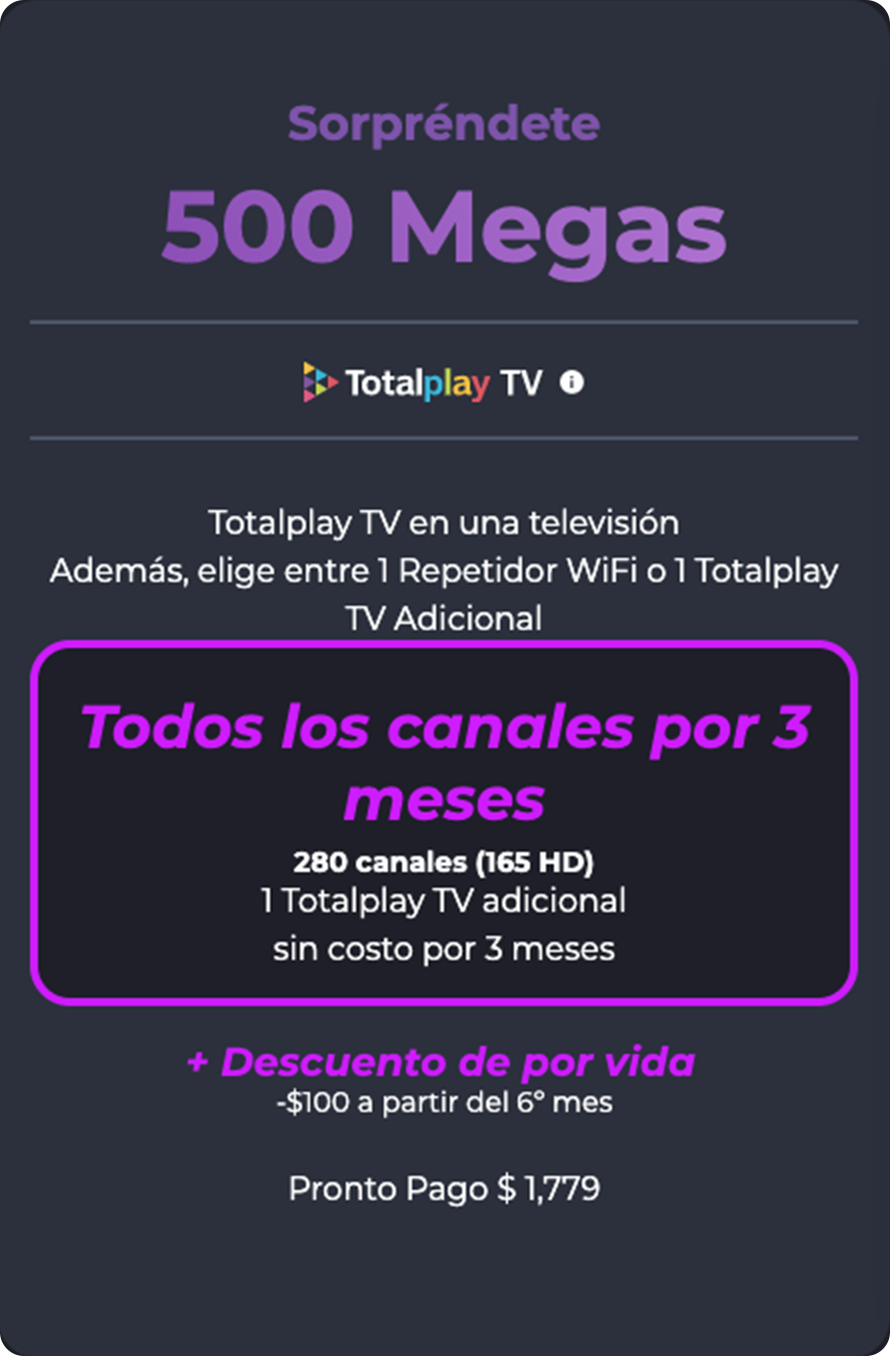 Sorpréndete
500 Megas
Totalplay TV i
Totalplay TV en una televisión
Además, elige entre 1 Repetidor WiFi o 1 Totalplay
TV Adicional
Todos los canales por 3
meses
280 canales (165 HD)
1 Totalplay TV adicional
sin costo por 3 meses
+ Descuento de por vida
-$100 a partir del 6º mes
Pronto Pago $ 1,779